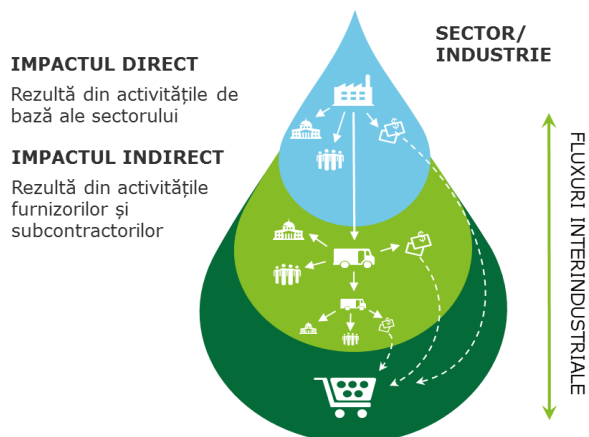 SECTOR/
INDUSTRIE
IMPACTUL DIRECT
Rezultă din activitățile de
bază ale sectorului
IMPACTUL INDIRECT
Rezultă din activitățile
furnizorilor și
subcontractorilor
FLUXURI INTERINDUSTRIALE